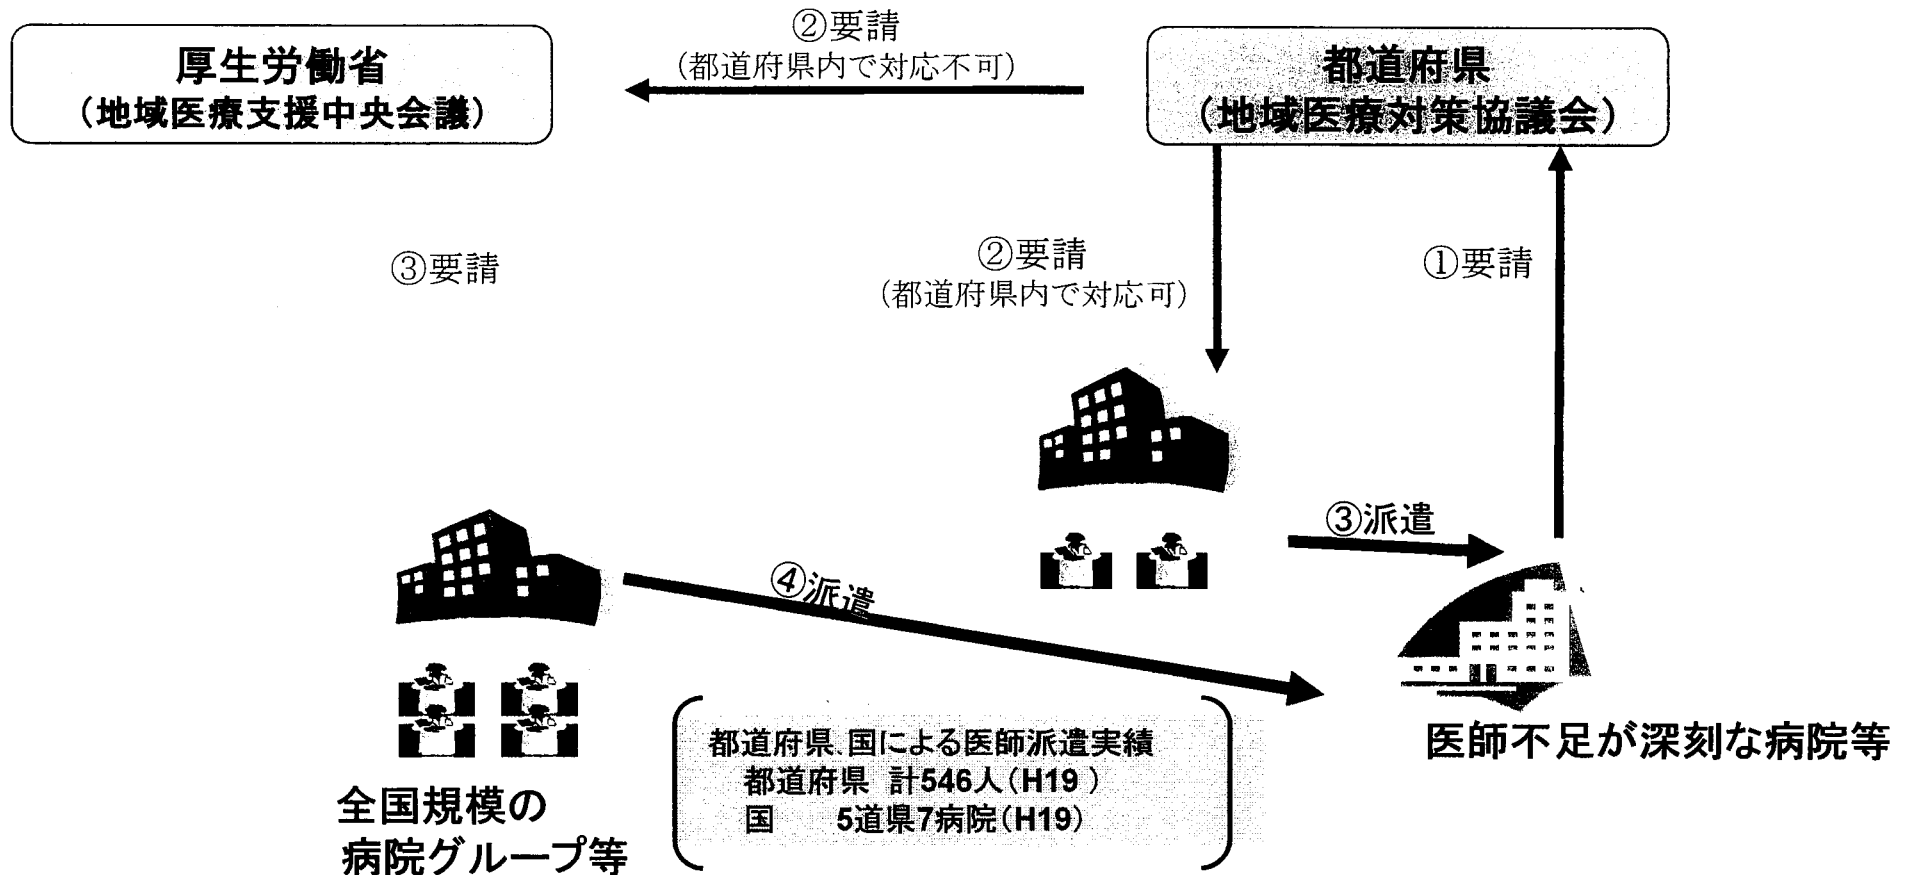 厚生労働省
（地域医療支援中央会議）
②要請
（都道府県内で対応不可）
都道府県
（地域医療対策協議会）
③要請
②要請
（都道府県内で対応可）
①要請
③派遣
④派遣
医師不足が深刻な病院等
都道府県、国による医師派遣実績
都道府県 計546人（H19 ）
国 5道県7病院（H19）
全国規模の
病院グループ等